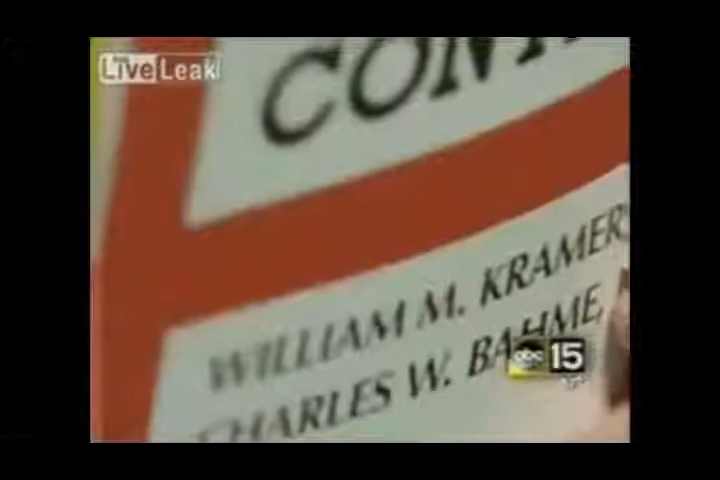 LiveLeak
CON
WILLIAM M. KRAMER
CHARLES W. BAHME,
abc 15